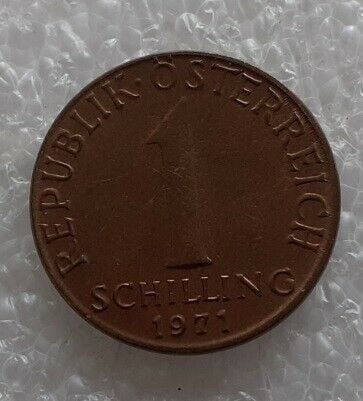 REPUBLIK·ÖSTERREICH
1
SCHILLING
1971